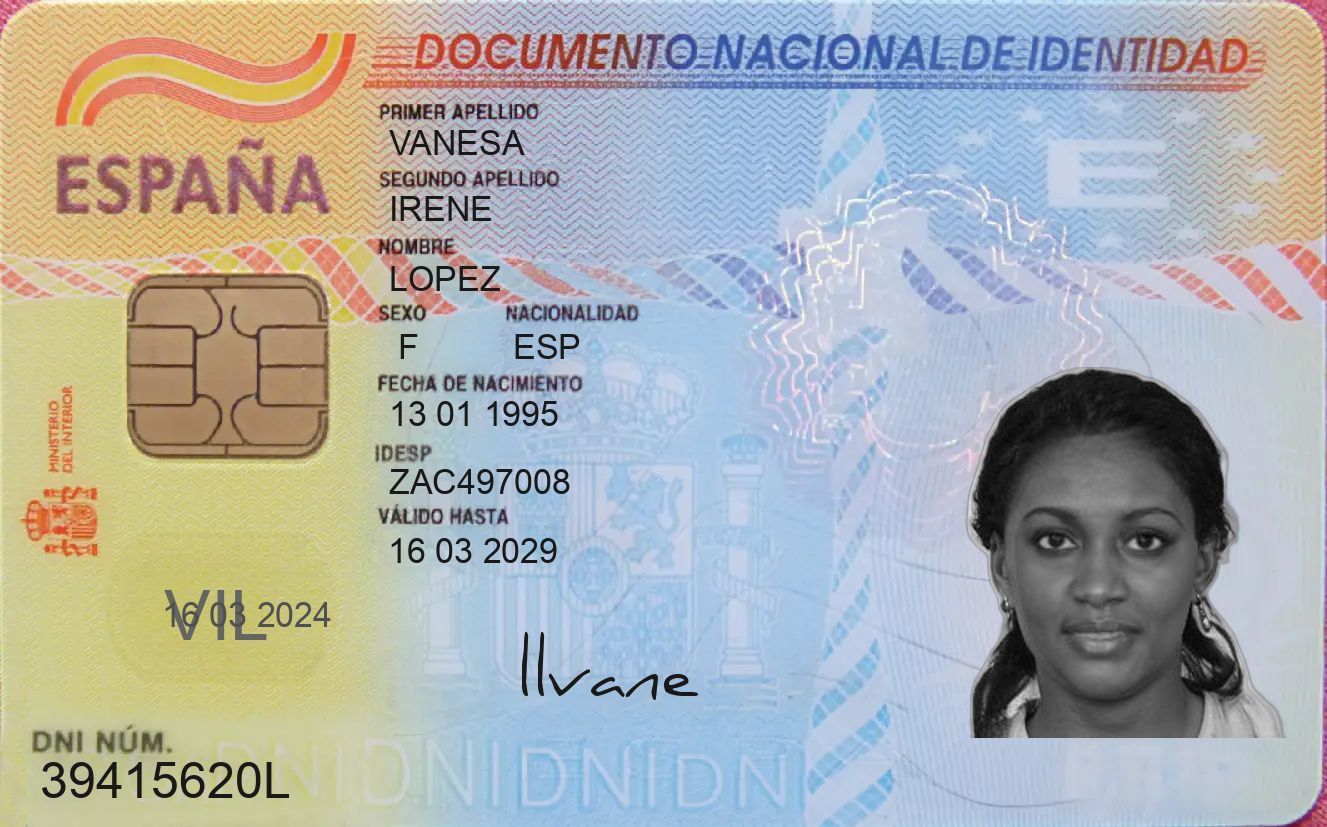 DOCUMENTO NACIONAL DE IDENTIDAD
ESPAÑA
PRIMER APELLIDO
VANESA
SEGUNDO APELLIDO
IRENE
NOMBRE
LOPEZ
SEXO NACIONALIDAD
F ESP
FECHA DE NACIMIENTO
13 01 1995
IDESP
ZAC497008
VÁLIDO HASTA
16 03 2029
MINISTERIO
DEL INTERIOR
VIL
16 03 2024
llvane
DNI NÚM.
39415620L
E
DNIDNIDNIDNI